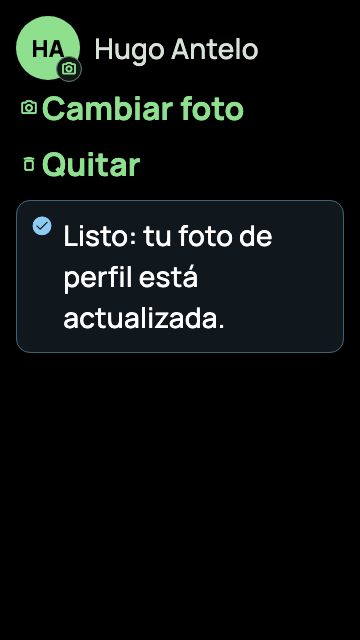 HA
Hugo Antelo
Cambiar foto
Quitar
Listo: tu foto de
perfil está
actualizada.